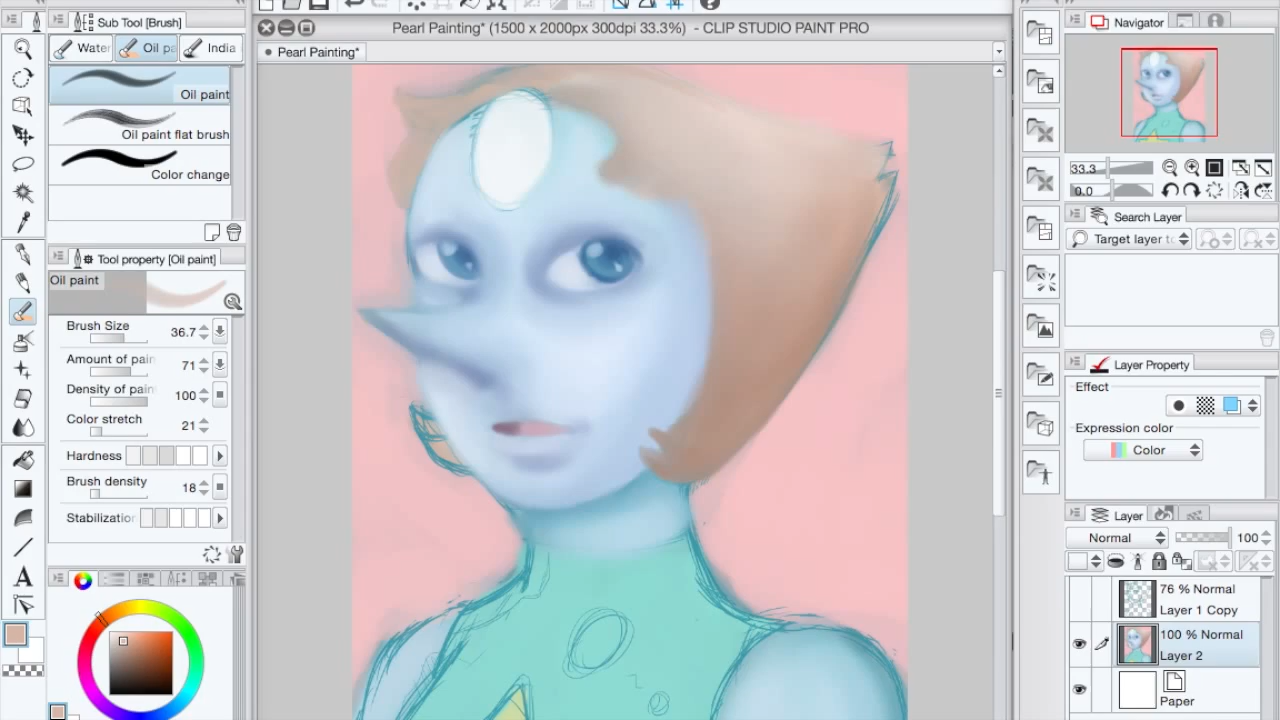 Sub Tool [Brush]
Water
Oil pa
India
Oil paint
Oil paint flat brush
Color change
Tool property [Oil paint]
Oil paint
Brush Size 36.7
Amount of pain 71
Density of paint 100
Color stretch 21
Hardness
Brush density 18
Stabilization
Pearl Painting* (1500 x 2000px 300dpi 33.3%) - CLIP STUDIO PAINT PRO
Pearl Painting*
Navigator
33.3
0.0
Search Layer
Target layer to
Layer Property
Effect
Expression color
Color
Layer
Normal 100
76 % Normal
Layer 1 Copy
100 % Normal
Layer 2
Paper